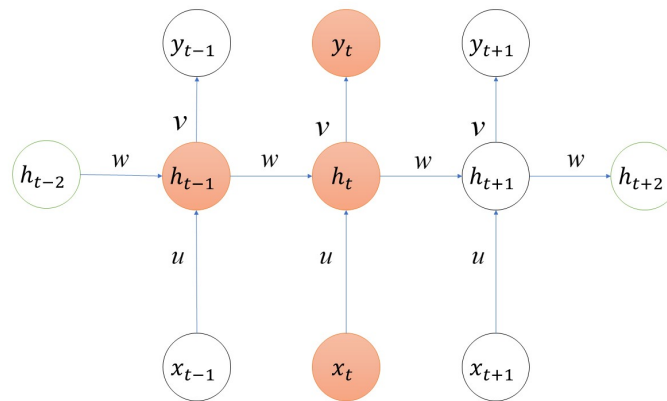 y_{t-1} y_t y_{t+1}
v v v
w w w w
h_{t-2} h_{t-1} h_t h_{t+1} h_{t+2}
u u u
x_{t-1} x_t x_{t+1}